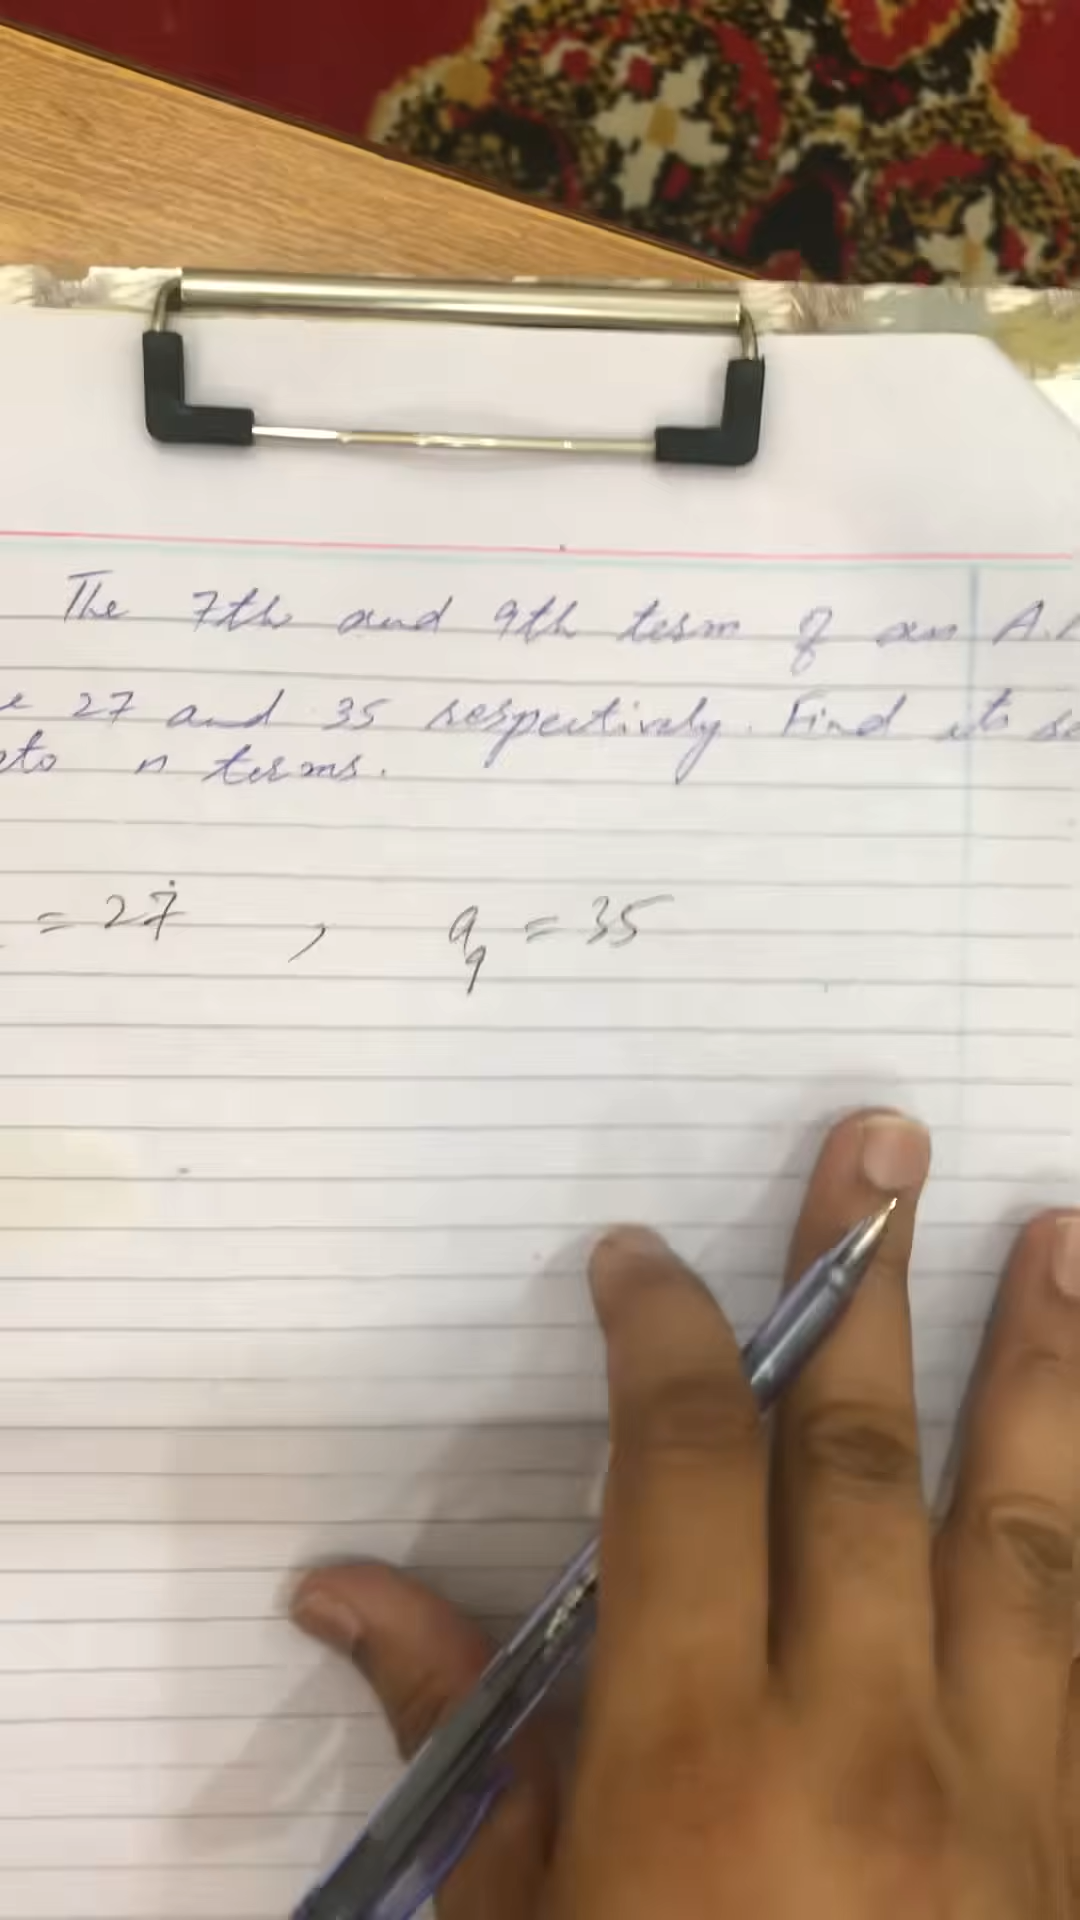 The 7th and 9th term of an A.
27 and 35 respectively. Find its
n terms.
= 27 , a₉ = 35